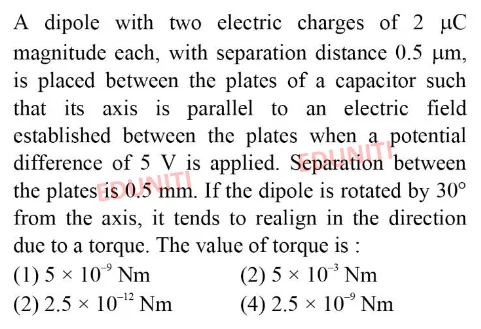 A dipole with two electric charges of 2 μC
magnitude each, with separation distance 0.5 μm,
is placed between the plates of a capacitor such
that its axis is parallel to an electric field
established between the plates when a potential
difference of 5 V is applied. Separation between
the plates is 0.5 mm. If the dipole is rotated by 30°
from the axis, it tends to realign in the direction
due to a torque. The value of torque is :
(1) 5 × 10⁻⁹ Nm (2) 5 × 10⁻³ Nm
(2) 2.5 × 10⁻¹² Nm (4) 2.5 × 10⁻⁹ Nm
EDUNITI
EDUNITI